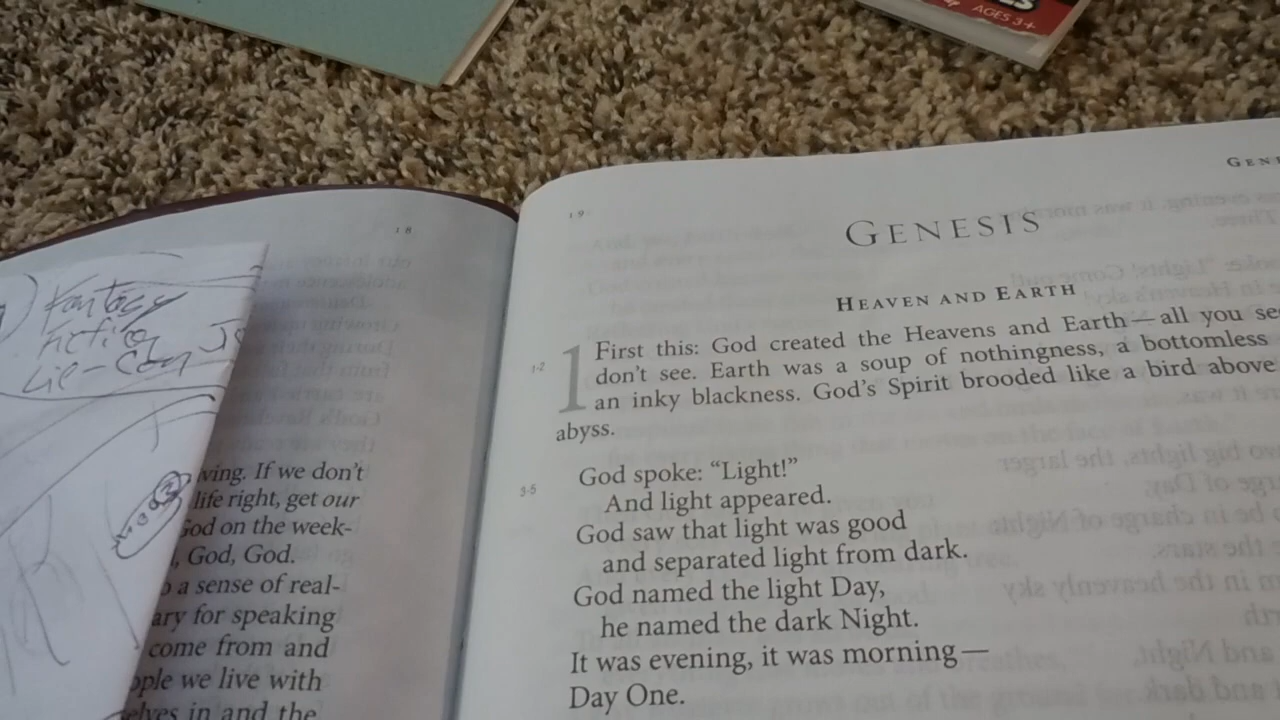 AGES 3+
18
Fantasy
Fiction
Lie-
ving. If we don't
life right, get our
God on the week-
, God, God.
a sense of real-
ary for speaking
come from and
ople we live with
elves in and the
19
GENESIS
HEAVEN AND EARTH
1-2
1 First this: God created the Heavens and Earth—all you see
don't see. Earth was a soup of nothingness, a bottomless
an inky blackness. God's Spirit brooded like a bird above
abyss.
3-5
God spoke: "Light!"
And light appeared.
God saw that light was good
and separated light from dark.
God named the light Day,
he named the dark Night.
It was evening, it was morning—
Day One.